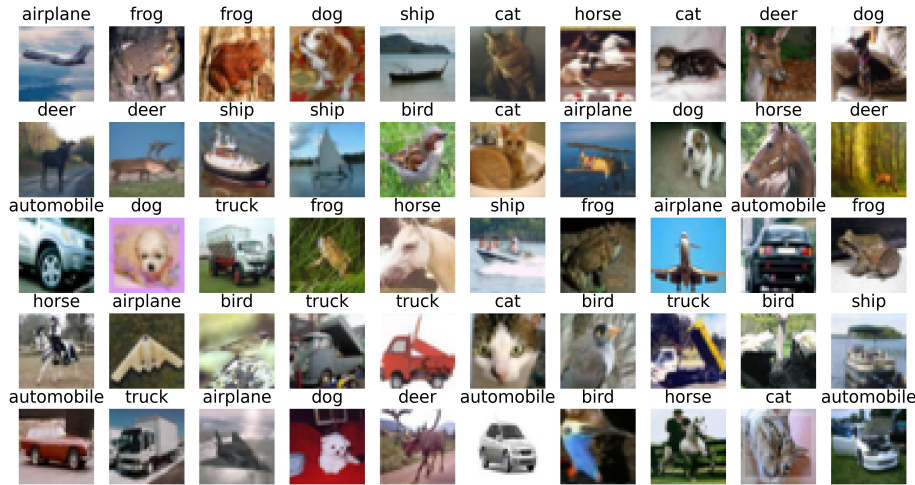 airplane frog frog dog ship cat horse cat deer dog
deer deer ship ship bird cat airplane dog horse deer
automobile dog truck frog horse ship frog airplane automobile frog
horse airplane bird truck truck cat bird truck bird ship
automobile truck airplane dog deer automobile bird horse cat automobile